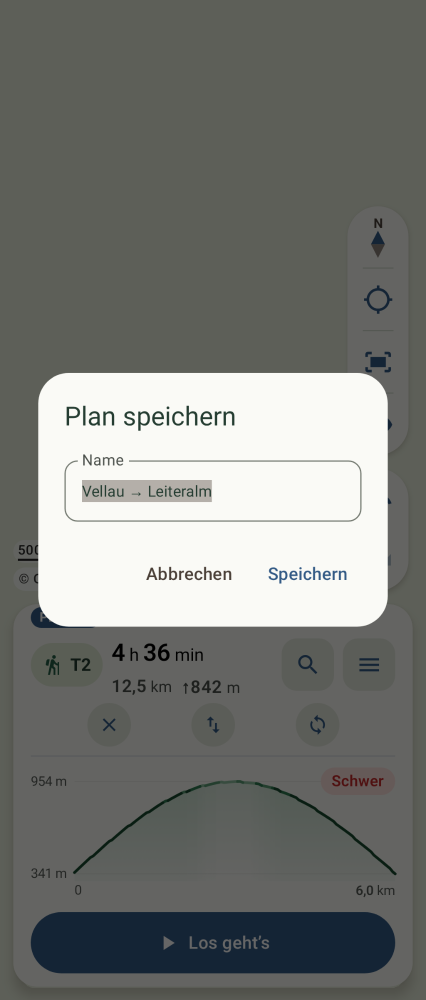 N
Plan speichern
Name
Vellau → Leiteralm
500
Abbrechen Speichern
©
T2
4 h 36 min
12,5 km ↑842 m
954 m
Schwer
341 m
0
6,0 km
Los geht's